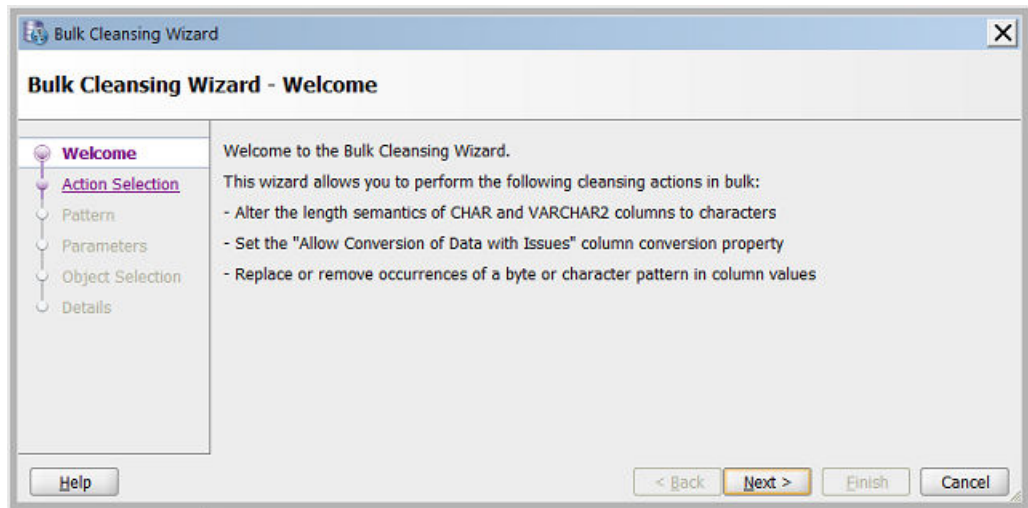 Bulk Cleansing Wizard
Bulk Cleansing Wizard - Welcome
Welcome
Action Selection
Pattern
Parameters
Object Selection
Details
Welcome to the Bulk Cleansing Wizard.
This wizard allows you to perform the following cleansing actions in bulk:
- Alter the length semantics of CHAR and VARCHAR2 columns to characters
- Set the "Allow Conversion of Data with Issues" column conversion property
- Replace or remove occurrences of a byte or character pattern in column values
Help
< Back
Next >
Finish
Cancel